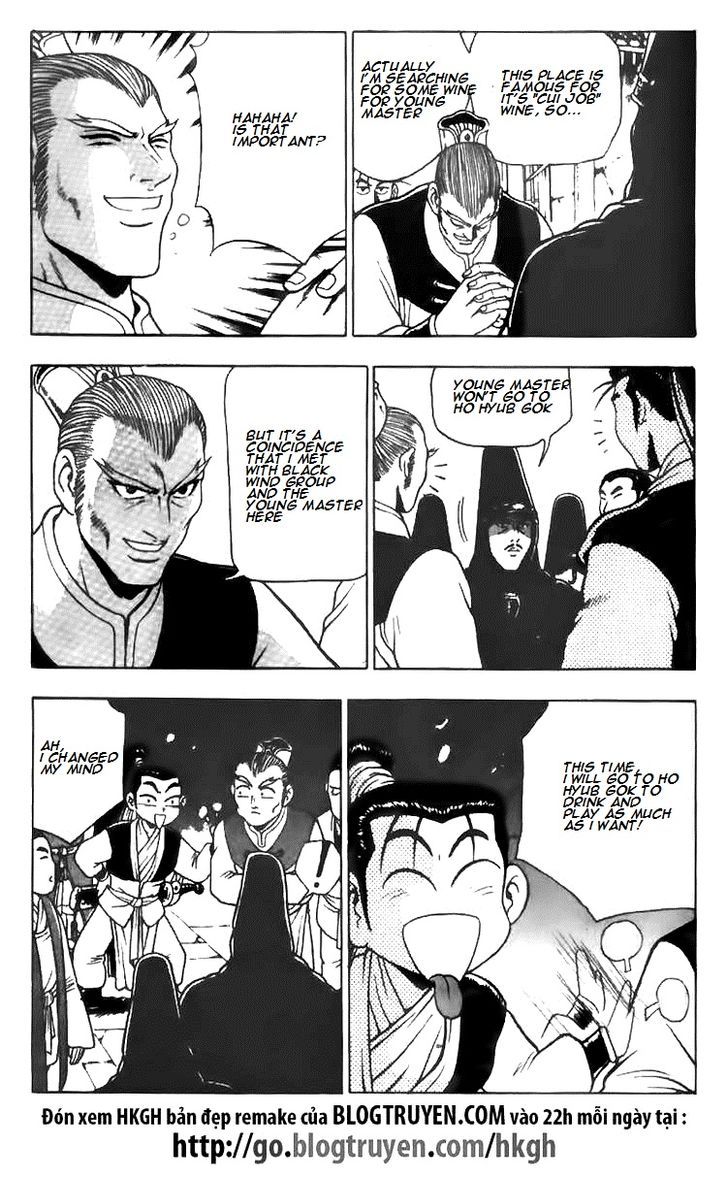 HAHAHA!
IS THAT
IMPORTANT?
ACTUALLY
I'M SEARCHING
FOR SOME WINE
FOR YOUNG
MASTER
THIS PLACE IS
FAMOUS FOR
IT'S "CUI JOB"
WINE, SO...
BUT IT'S A
COINCIDENCE
THAT I MET
WITH BLACK
WIND GROUP
AND THE
YOUNG MASTER
HERE
YOUNG MASTER
WON'T GO TO
HO HYUB GOK
AH,
I CHANGED
MY MIND
!
THIS TIME,
I WILL GO TO HO
HYUB GOK TO
DRINK AND
PLAY AS MUCH
AS I WANT!
Đón xem HKGH bản đẹp remake của BLOGTRUYEN.COM vào 22h mỗi ngày tại :
http://go.blogtruyen.com/hkgh